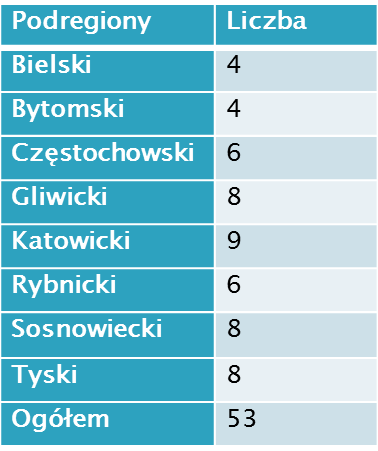 Podregiony Liczba
Bielski 4
Bytomski 4
Częstochowski 6
Gliwicki 8
Katowicki 9
Rybnicki 6
Sosnowiecki 8
Tyski 8
Ogółem 53